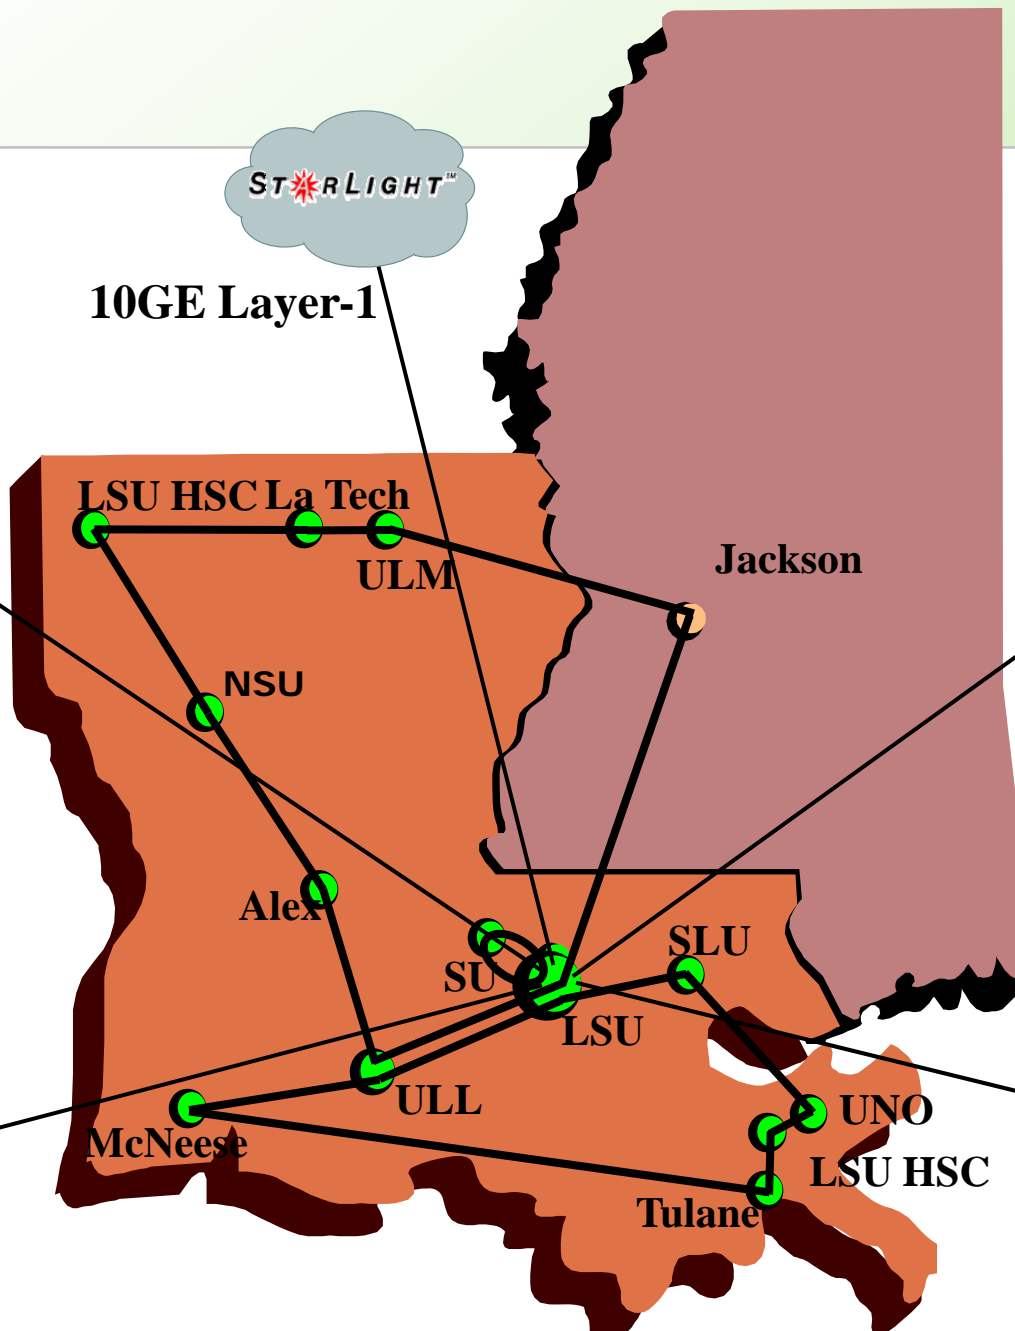 STARLIGHT™
10GE Layer-1
LSU HSC
La Tech
ULM
Jackson
NSU
Alex
SU
SLU
LSU
ULL
UNO
McNeese
LSU HSC
Tulane